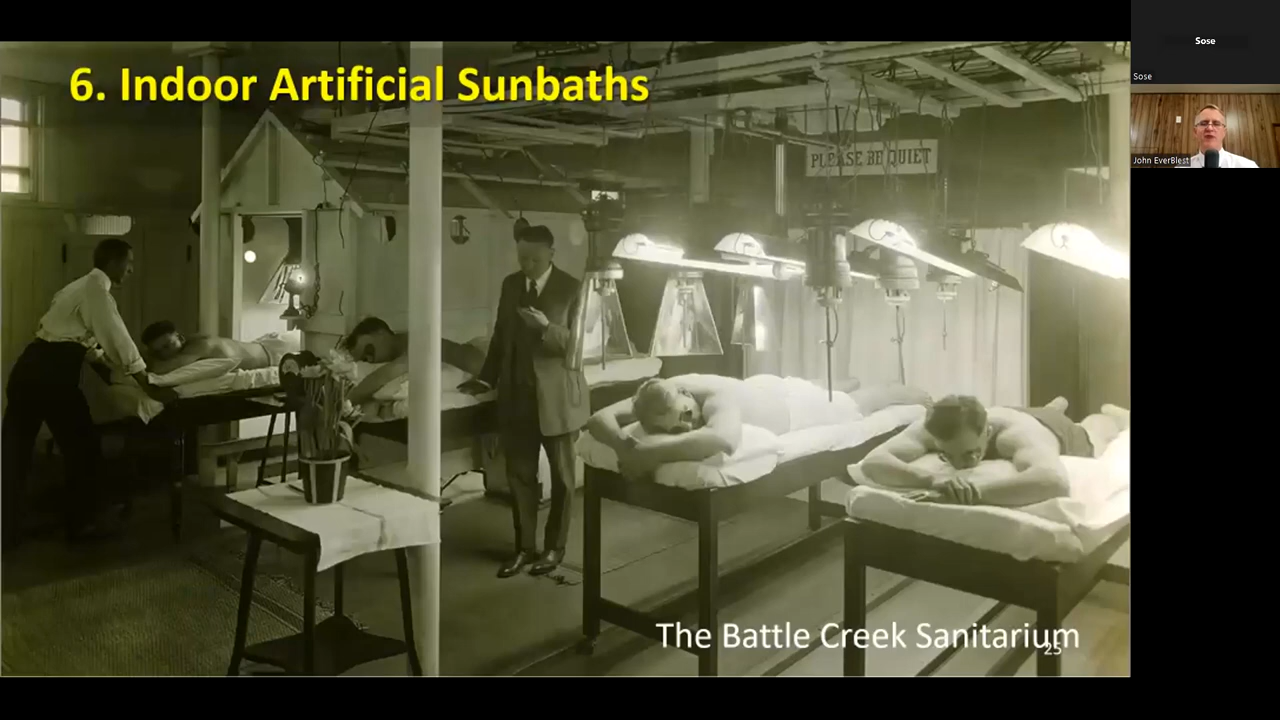 6. Indoor Artificial Sunbaths
PLEASE BE QUIET
The Battle Creek Sanitarium
25
Sose
Sose
John EverBlest